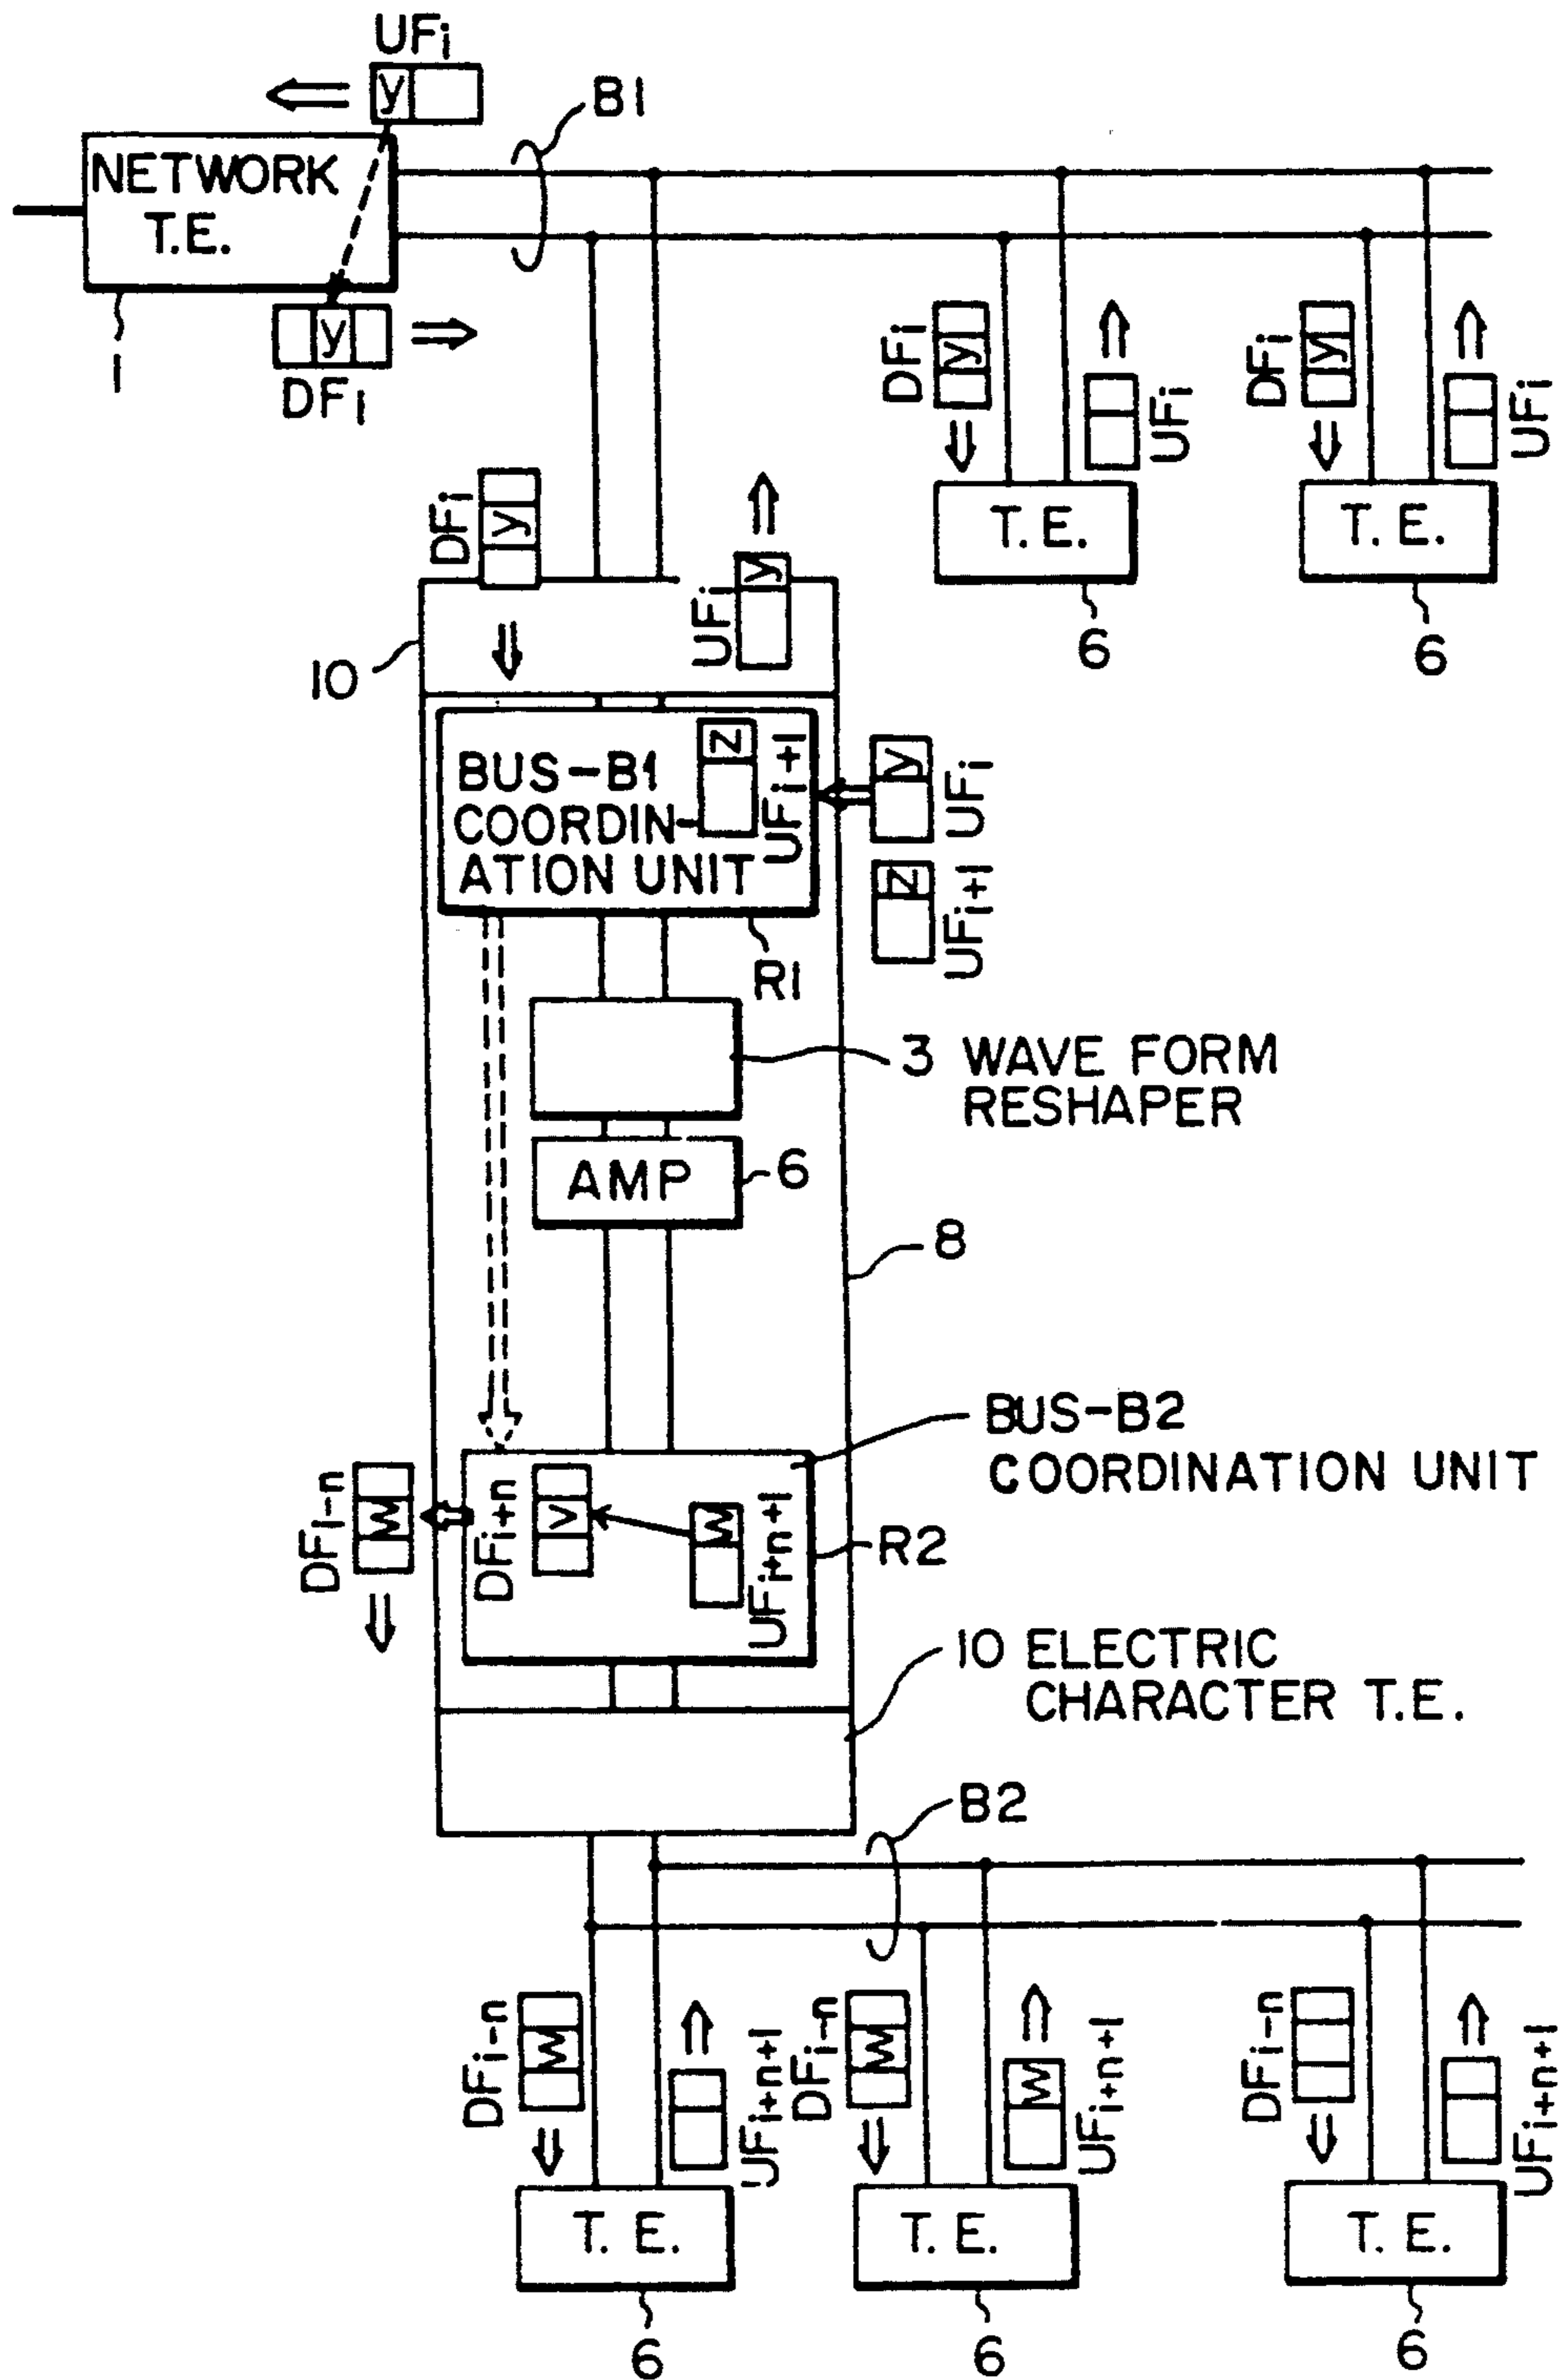 UFi
y
B1
NETWORK
T.E.
1
y
DFi
DFi
y
UFi
DFi
y
UFi
T. E.
6
T. E.
6
DFi
y
UFi
y
10
BUS-B1
COORDIN-
ATION UNIT
z
UFi+1
y
UFi
z
UFi+1
R1
3 WAVE FORM
RESHAPER
AMP
6
8
BUS-B2
COORDINATION UNIT
DFi-n
W
DFi+n
V
W
UFi+n+1
R2
10 ELECTRIC
CHARACTER T.E.
B2
DFi-n
W
UFi+n+1
DFi-n
W
W
UFi+n+1
DFi-n
UFi+n+1
T. E.
6
T. E.
6
T. E.
6